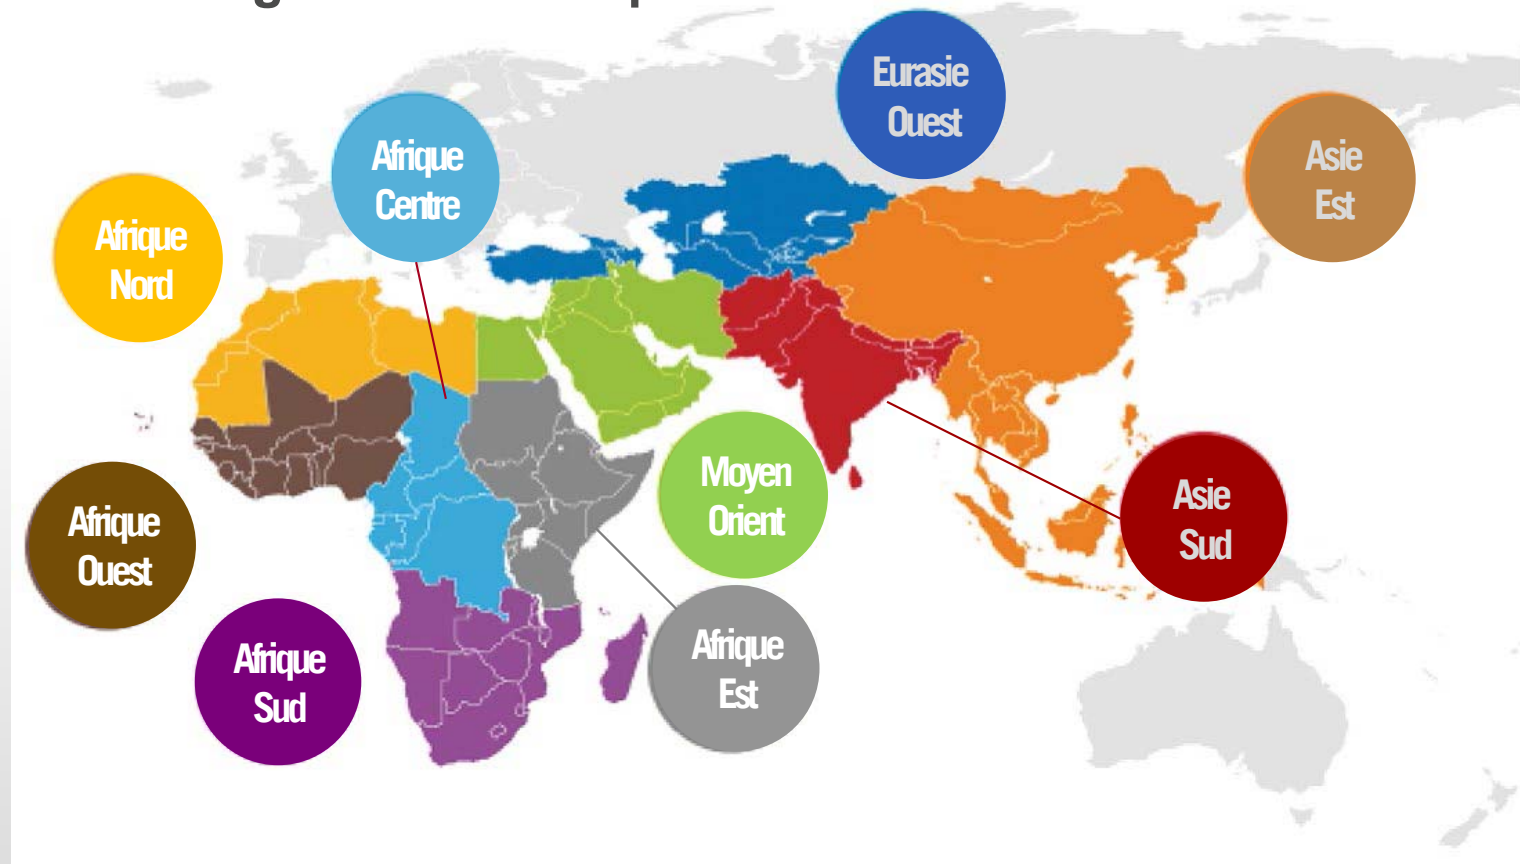 Eurasie
Ouest
Afrique
Centre
Asie
Est
Afrique
Nord
Moyen
Orient
Asie
Sud
Afrique
Ouest
Afrique
Sud
Afrique
Est